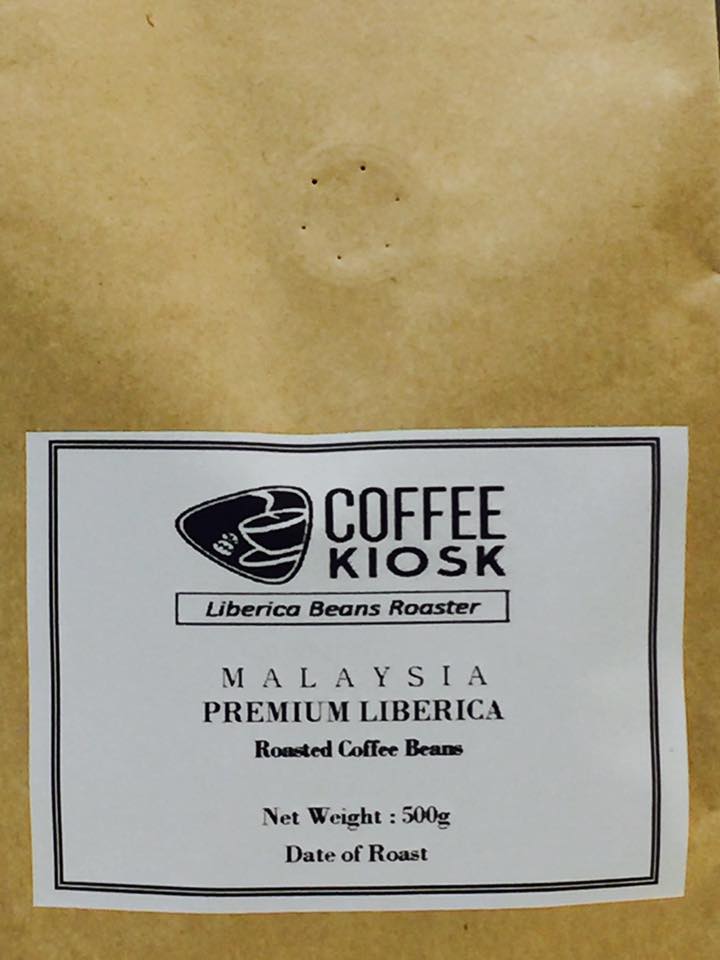 COFFEE
KIOSK
Liberica Beans Roaster
MALAYSIA
PREMIUM LIBERICA
Roasted Coffee Beans
Net Weight : 500g
Date of Roast